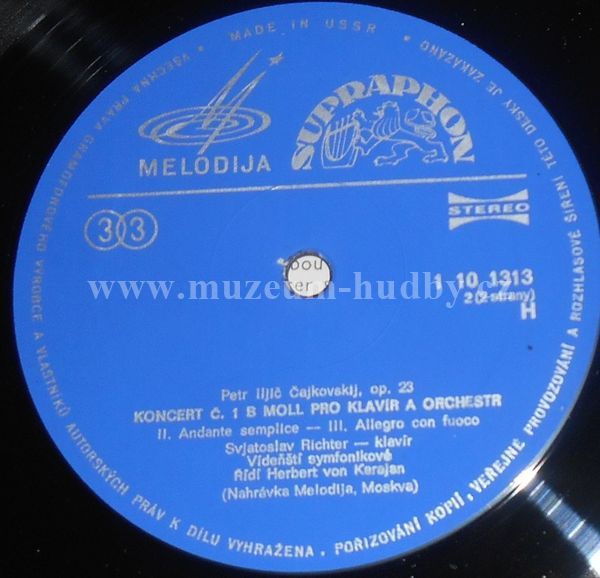 * MADE IN USSR *
VŠECHNA PRÁVA GRAMOFONOVÉHO VÝROBCE A VLASTNÍKŮ AUTORSKÝCH PRÁV K DÍLU VYHRAŽENA. POŘIZOVÁNÍ KOPIÍ, VEŘEJNÉ PROVOZOVÁNÍ A ROZHLASOVÉ ŠÍŘENÍ TÉTO DESKY JE ZAKÁZÁNO
MELODIJA
SUPRAPHON
33
STEREO
1 10 1313
2 (2 strany)
H
www.muzeum-hudby.cz
Petr Iljič Čajkovskij, op. 23
KONCERT Č. 1 B MOLL PRO KLAVÍR A ORCHESTR
II. Andante semplice — III. Allegro con fuoco
Svjatoslav Richter — klavír
Vídeňští symfonikové
Řídí Herbert von Karajan
(Nahrávka Melodija, Moskva)